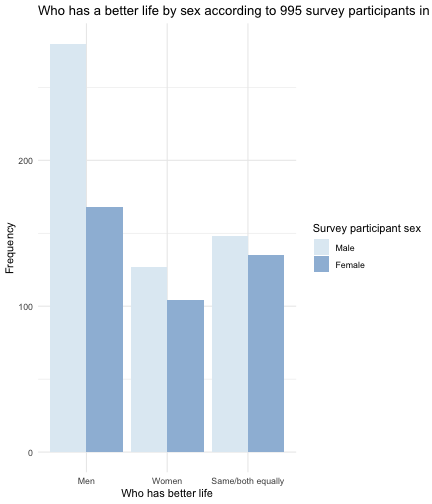 Who has a better life by sex according to 995 survey participants in
200
100
0
Frequency
Men Women Same/both equally
Who has better life
Survey participant sex
Male
Female